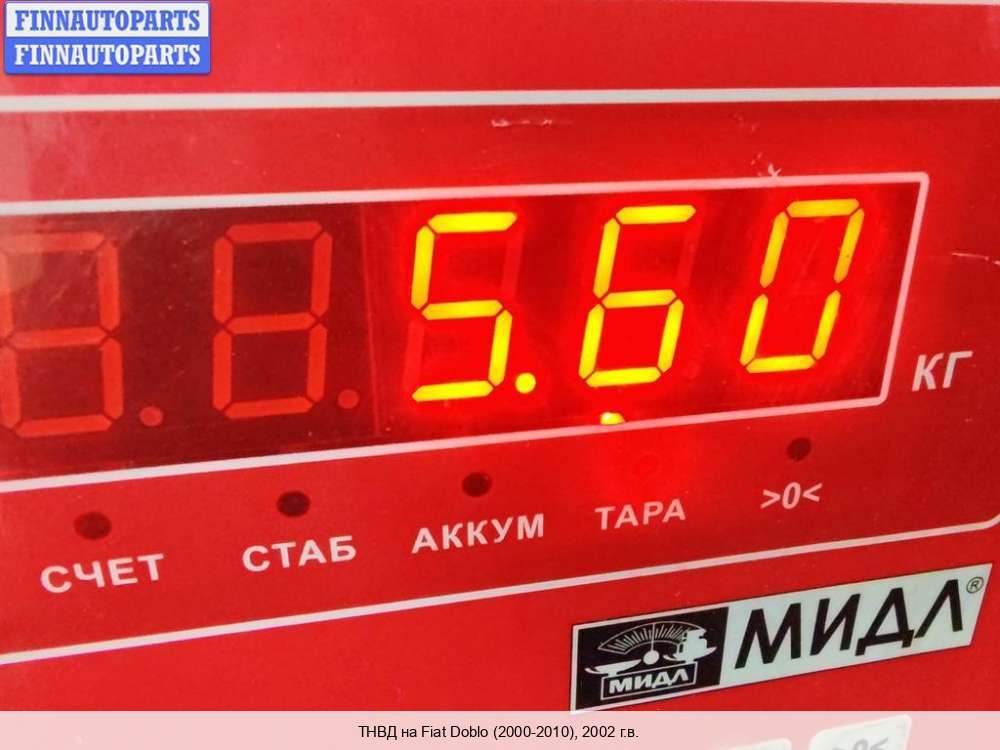 FINNAUTOPARTS
FINNAUTOPARTS
5.60
КГ
СЧЕТ СТАБ АККУМ ТАРА >0<
МИДЛ МИДЛ®
ТНВД на Fiat Doblo (2000-2010), 2002 г.в.